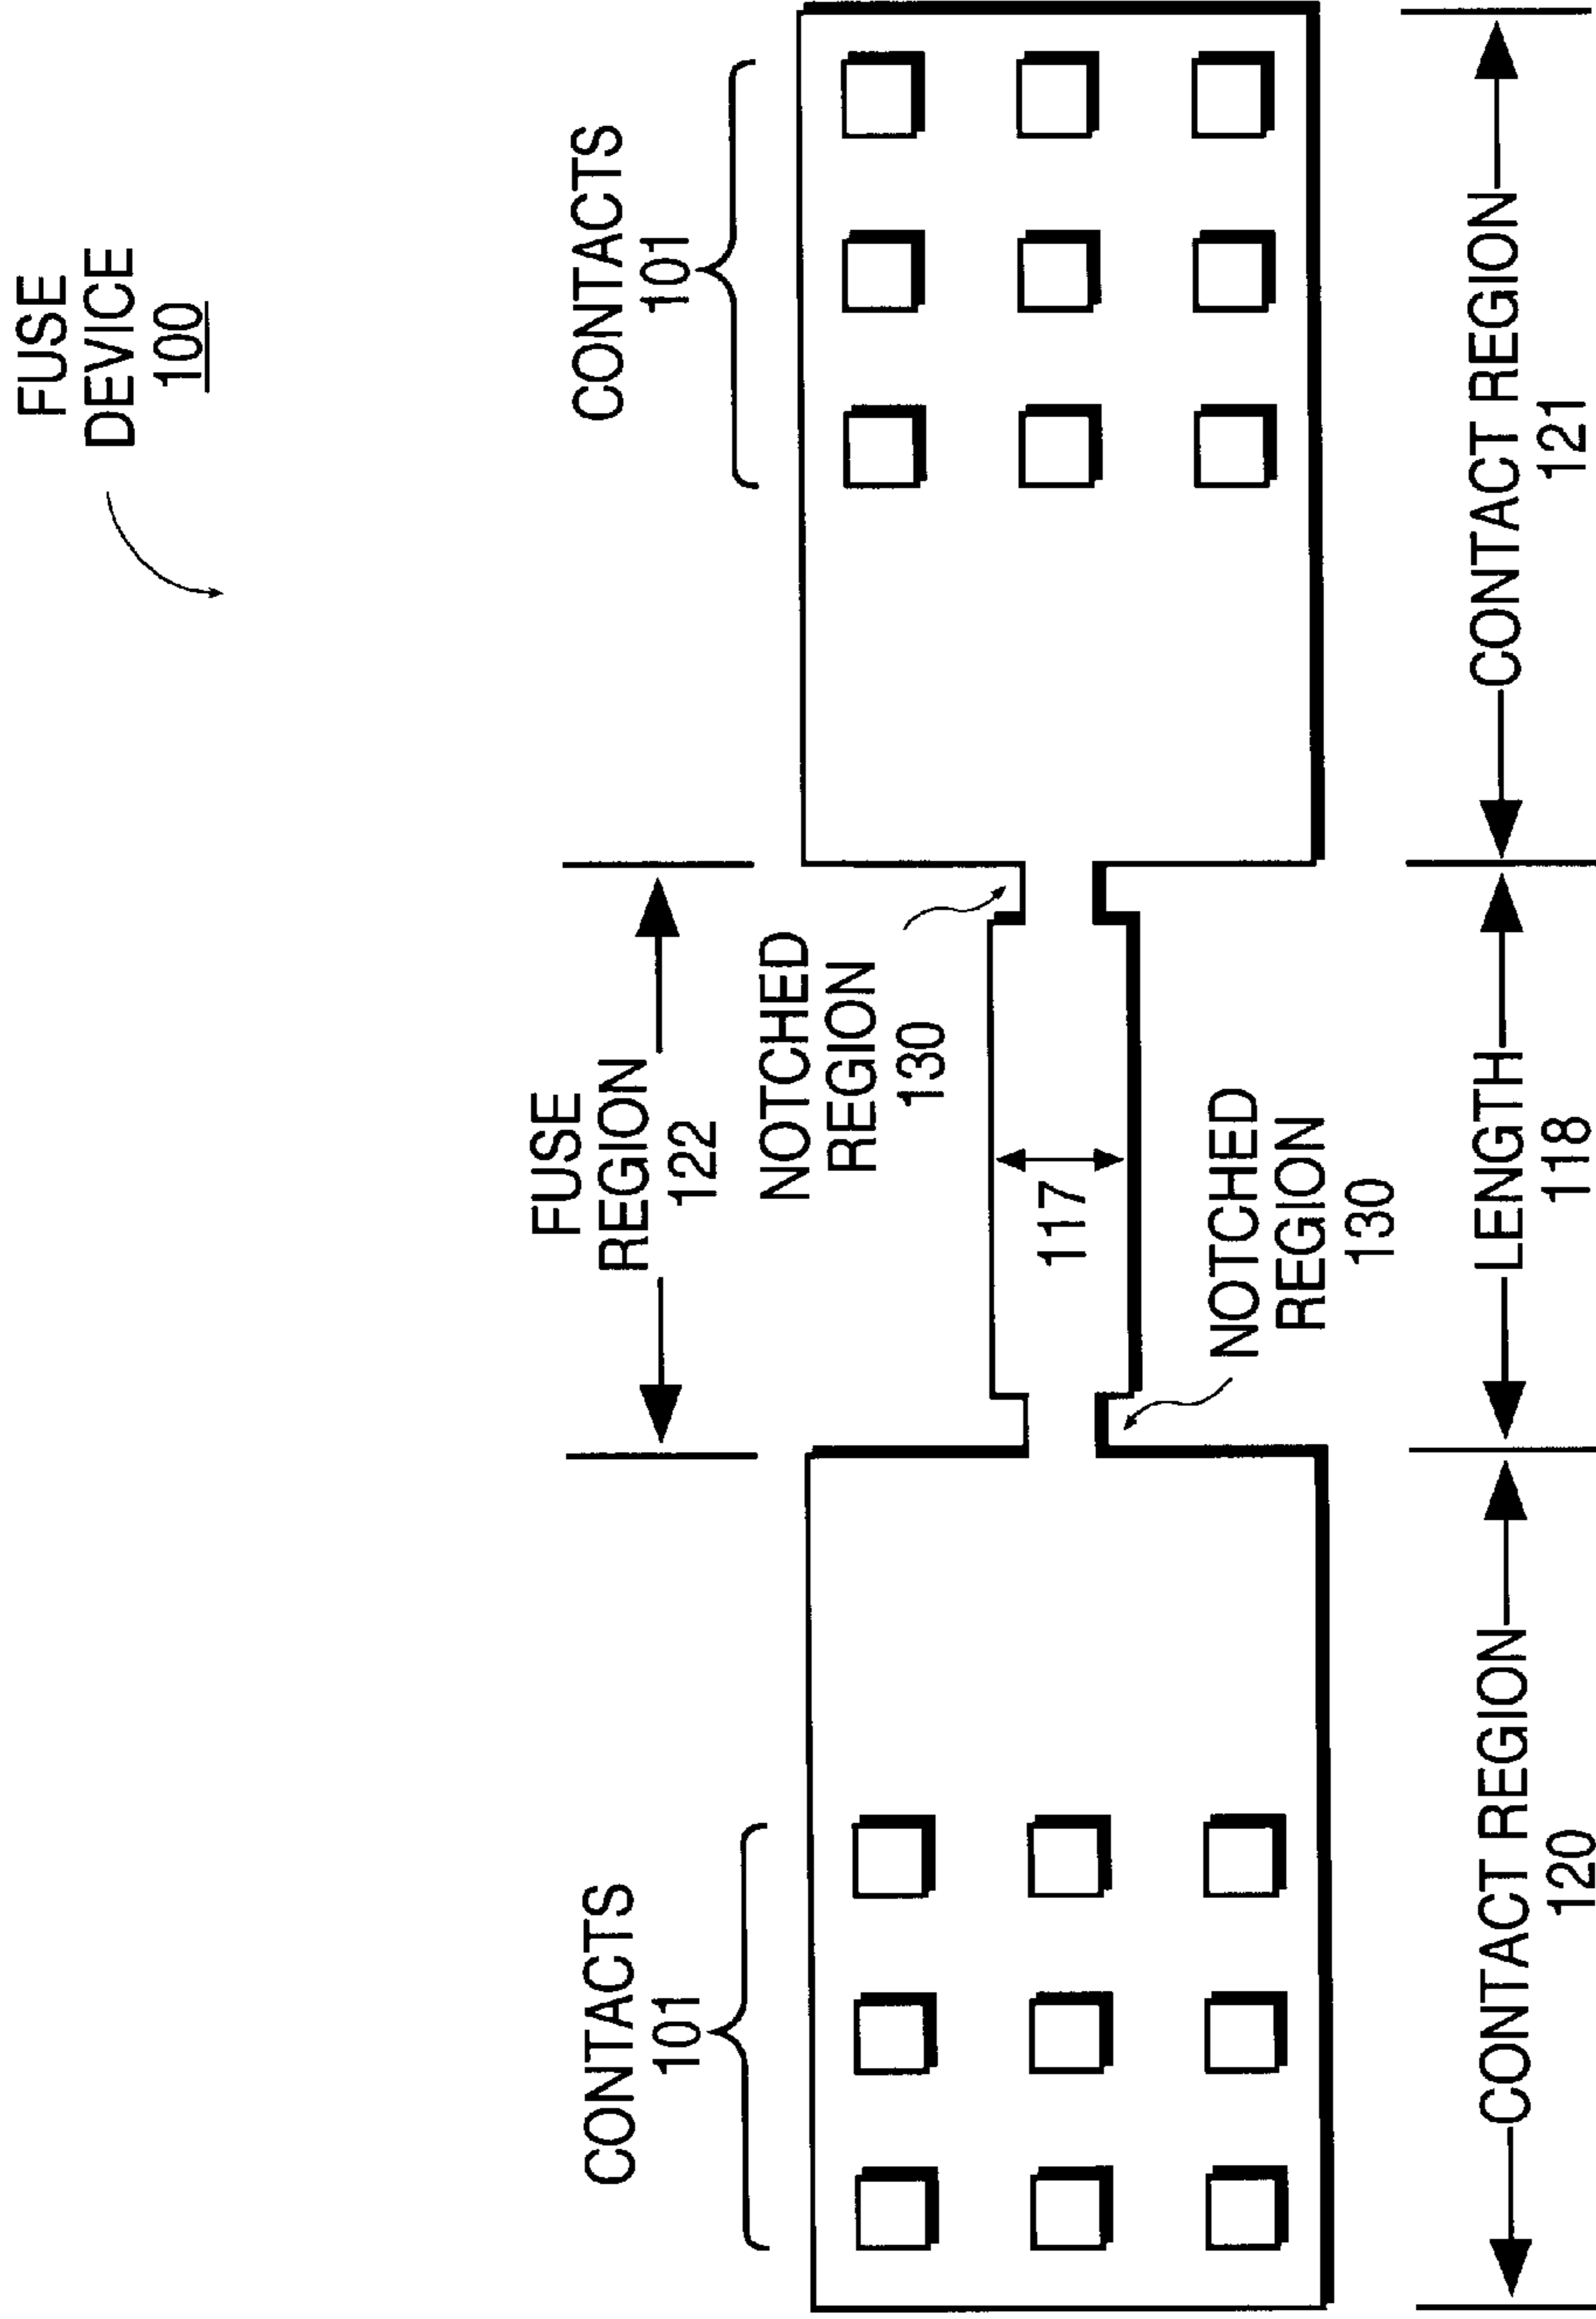 FUSE
DEVICE
100
CONTACTS
101
CONTACTS
101
FUSE
REGION
122
NOTCHED
REGION
130
117
NOTCHED
REGION
130
CONTACT REGION
120
LENGTH
118
CONTACT REGION
121